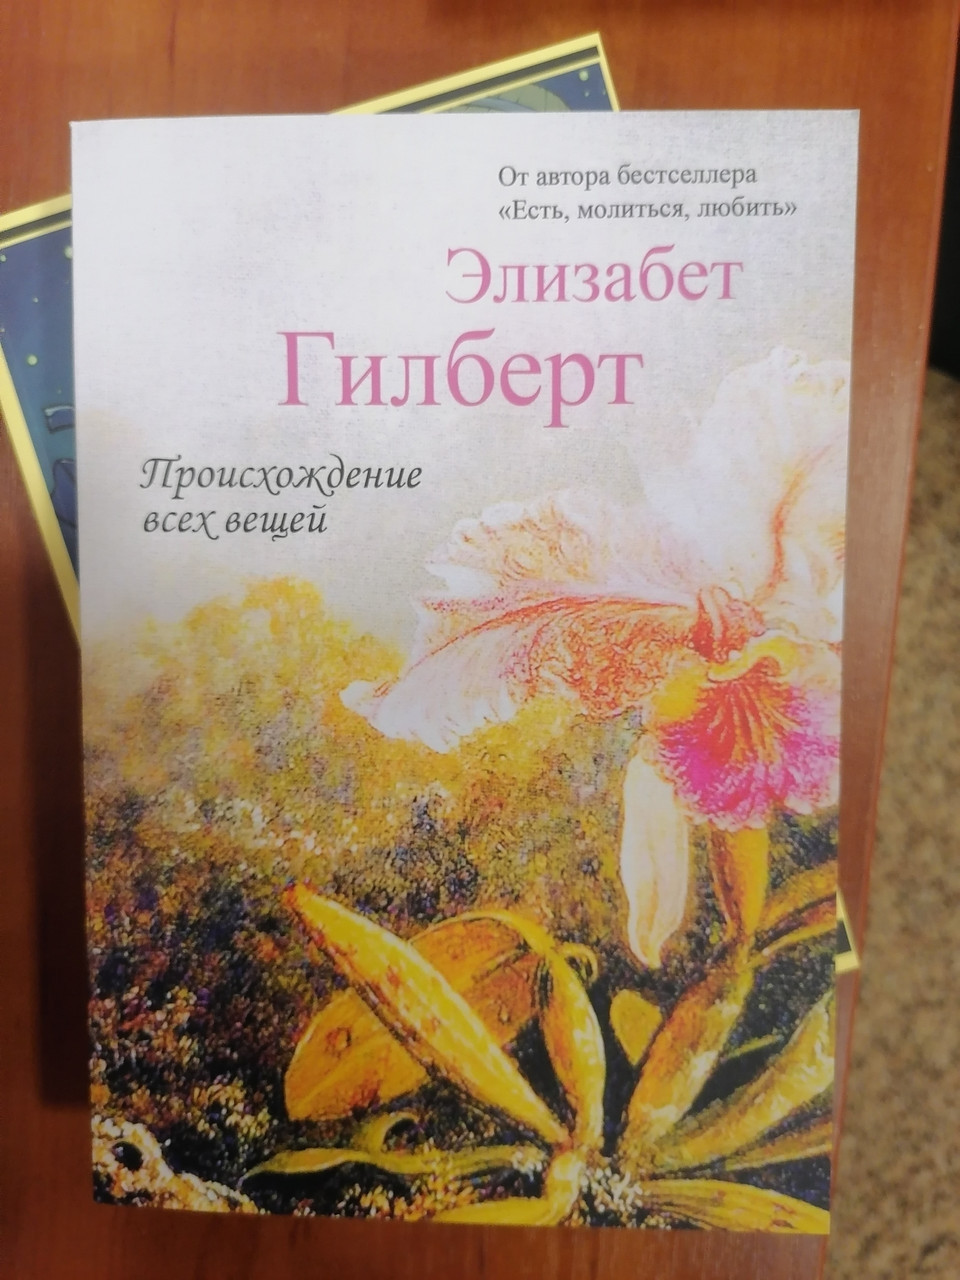 От автора бестселлера
«Есть, молиться, любить»
Элизабет
Гилберт
Происхождение
всех вещей